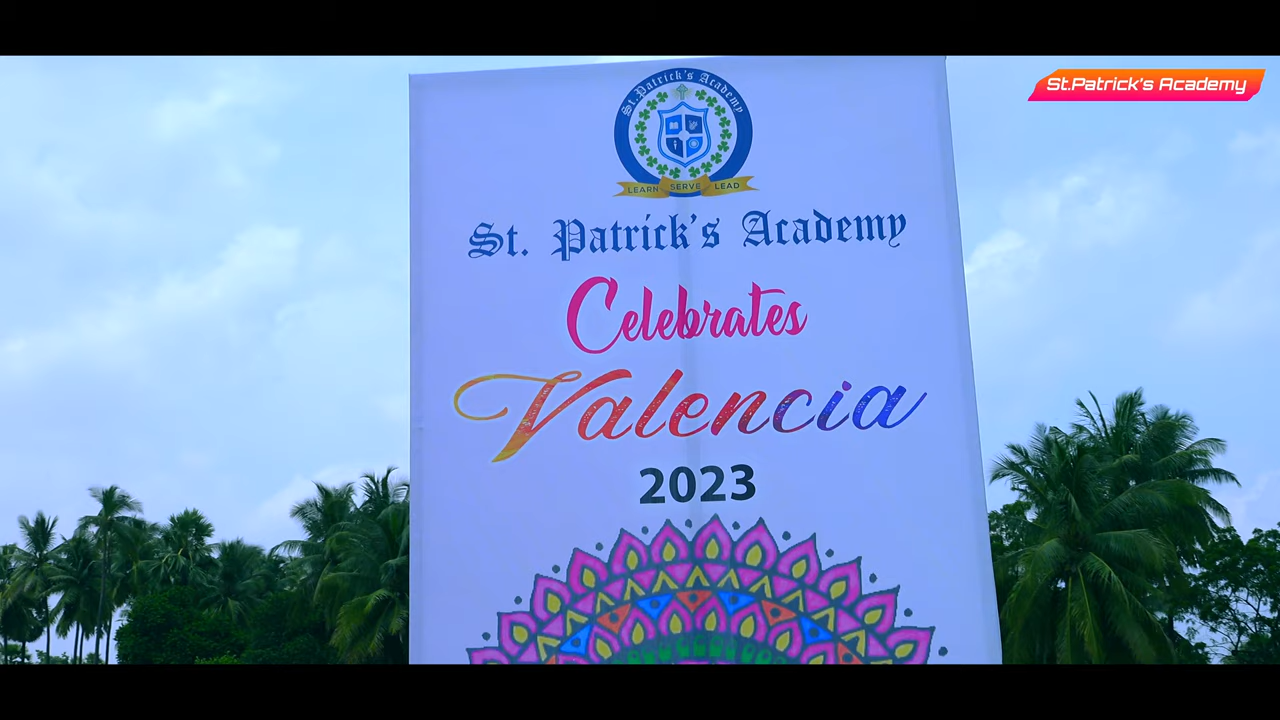 St.Patrick's Academy
St. Patrick's Academy
LEARN SERVE LEAD
St. Patrick's Academy
Celebrates
Valencia
2023